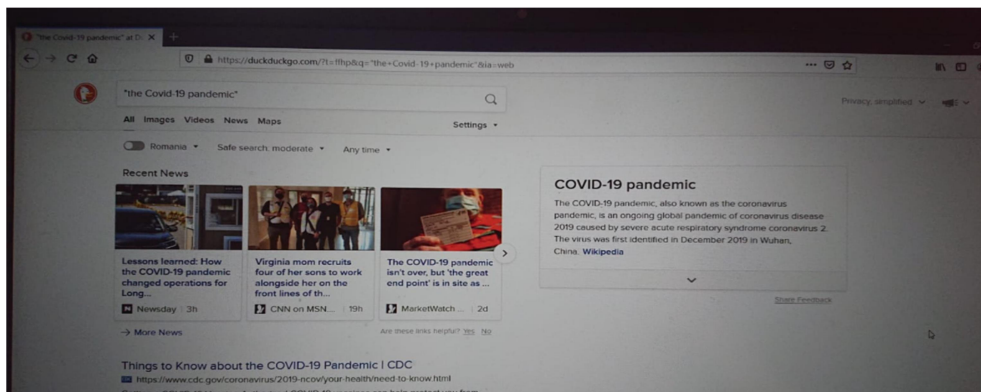 "the Covid-19 pandemic" at D
https://duckduckgo.com/?t=ffhp&q="the+Covid-19+pandemic"&ia=web
"the Covid-19 pandemic"
Privacy, simplified
All Images Videos News Maps
Settings
Romania Safe search: moderate Any time
Recent News
Lessons learned: How
the COVID-19 pandemic
changed operations for
Long...
Newsday 3h
Virginia mom recruits
four of her sons to work
alongside her on the
front lines of th...
CNN on MSN... 19h
The COVID-19 pandemic
isn't over, but 'the great
end point' is in site as ...
MarketWatch ... 2d
→ More News
Are these links helpful? Yes No
COVID-19 pandemic
The COVID-19 pandemic, also known as the coronavirus
pandemic, is an ongoing global pandemic of coronavirus disease
2019 caused by severe acute respiratory syndrome coronavirus 2.
The virus was first identified in December 2019 in Wuhan,
China. Wikipedia
Share Feedback
Things to Know about the COVID-19 Pandemic | CDC
https://www.cdc.gov/coronavirus/2019-ncov/your-health/need-to-know.html